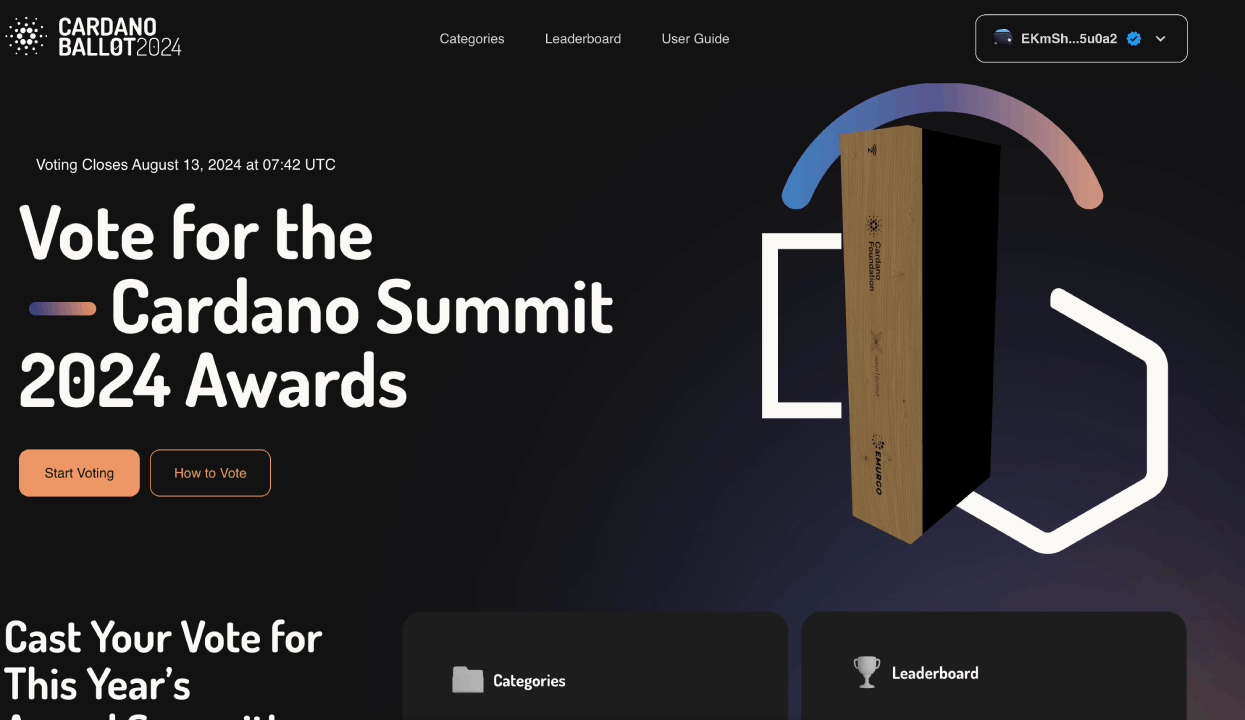 CARDANO
BALLOT2024
Categories
Leaderboard
User Guide
EKmSh...5u0a2
Voting Closes August 13, 2024 at 07:42 UTC
Vote for the
Cardano Summit
2024 Awards
Start Voting
How to Vote
Cardano
Foundation
INPUT | OUTPUT
EMURGO
Cast Your Vote for
This Year’s
Categories
Leaderboard